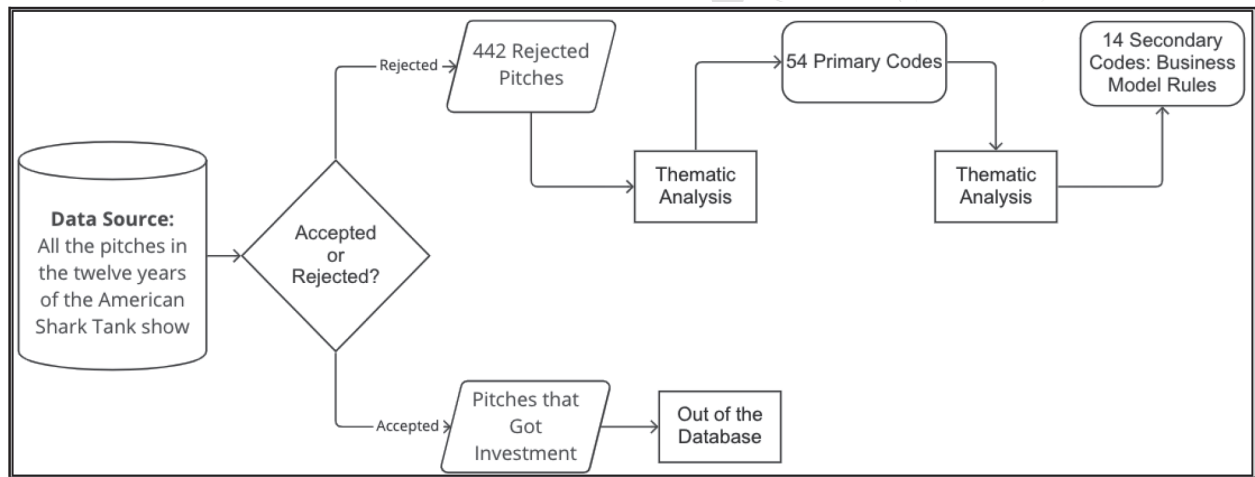 Data Source:
All the pitches in
the twelve years
of the American
Shark Tank show
Accepted
or
Rejected?
Rejected
442 Rejected
Pitches
Thematic
Analysis
54 Primary Codes
Thematic
Analysis
14 Secondary
Codes: Business
Model Rules
Accepted
Pitches that
Got
Investment
Out of the
Database